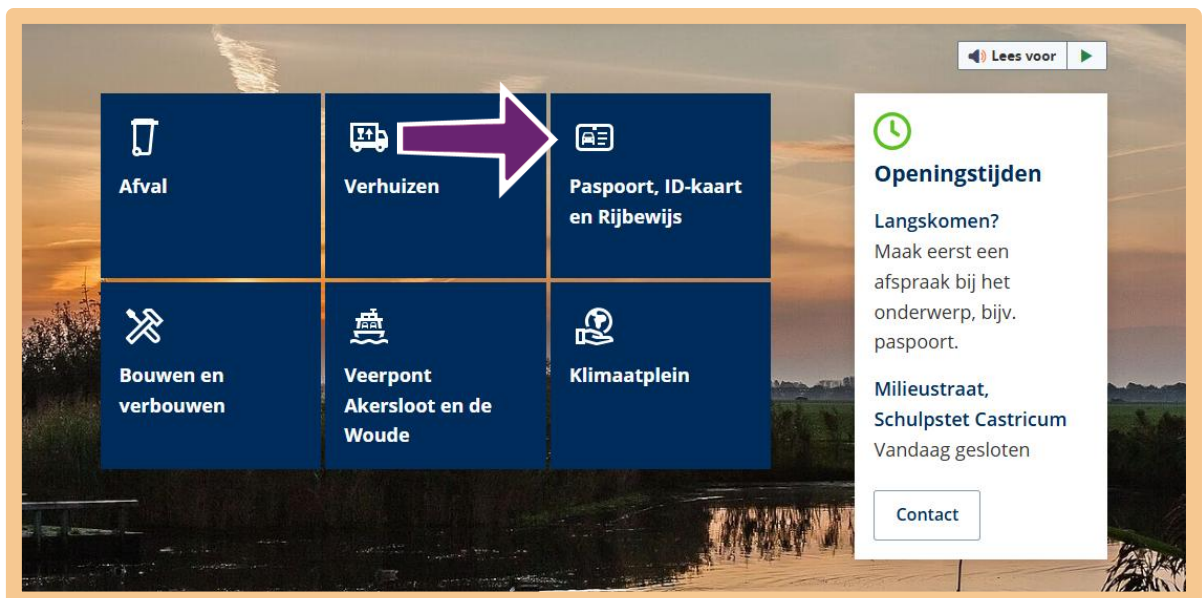 Lees voor
Afval
Verhuizen
Paspoort, ID-kaart
en Rijbewijs
Bouwen en
verbouwen
Veerpont
Akersloot en de
Woude
Klimaatplein
Openingstijden
Langskomen?
Maak eerst een
afspraak bij het
onderwerp, bijv.
paspoort.
Milieustraat,
Schulpstet Castricum
Vandaag gesloten
Contact